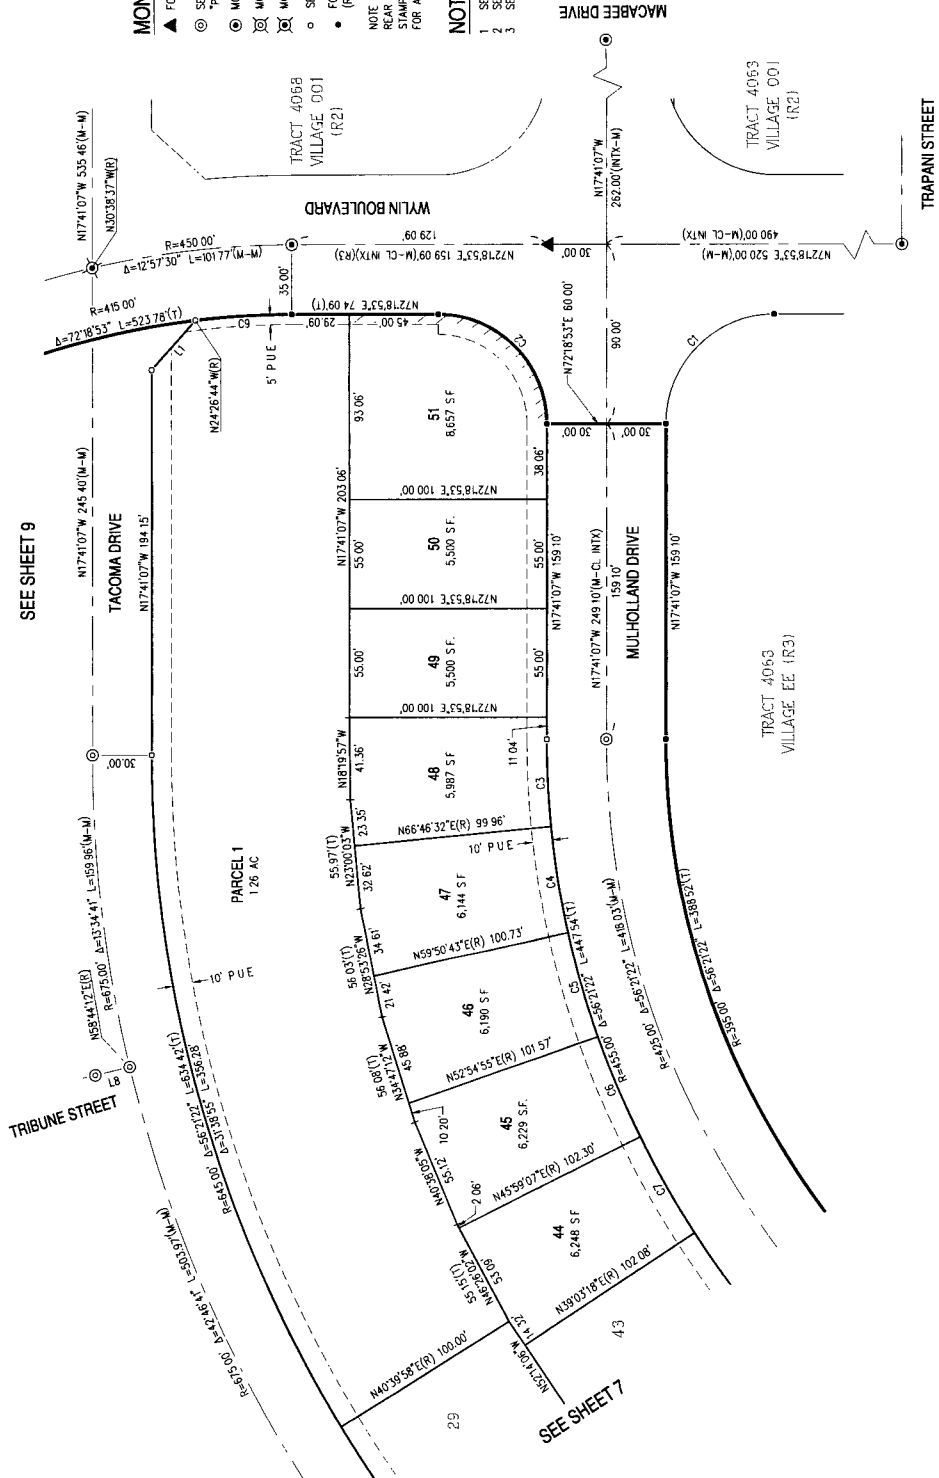 MACABEE DRIVE
TRACT 4068
VILLAGE 001
(R2)
TRACT 4063
VILLAGE 001
(R2)
TRAPANI STREET
WYLIN BOULEVARD
N17°41'07"W 535 46'(M-M)
N30°38'37"W(R)
R=450 00'
Δ=12°57'30" L=101 77'(M-M)
129 09'
N72°18'53"E 159 09'(M-CL INTX)(R3)
30.00'
N17°41'07"W
262.00'(INTX-M)
490.00'(M-CL INTX)
N72°18'53"E 520 00'(M-M)
35 00'
R=415 00'
Δ=72°18'53" L=523 78'(T)
N72°18'53"E 74 09'(T)
29.09'
45.00'
C3
5' PUE
L1
N24°26'44"W(R)
C2
N72°18'53"E 60 00'
90 00'
C1
30.00'
30.00'
SEE SHEET 9
N17°41'07"W 245 40'(M-M)
TACOMA DRIVE
N17°41'07"W 194 15'
30.00'
93 06'
51
8,657 SF
38 06'
N17°41'07"W 203 06'
N72°18'53"E 100 00'
55.00'
50
5,500 S.F.
55 00'
N72°18'53"E 100 00'
55.00'
49
5,500 SF.
55 00'
N72°18'53"E 100 00'
N17°41'07"W 159 10'
N17°41'07"W 249 10'(M-CL INTX)
159 10'
MULHOLLAND DRIVE
N17°41'07"W 159 10'
TRACT 4063
VILLAGE EE (R3)
N18°19'57"W
41.36'
48
5,987 SF
11 04'
C3
23 35'
N66°46'32"E(R) 99 96'
10' PUE
55.97'(T)
N23°00'03"W
32 62'
47
6,144 SF
C4
34 61'
N59°50'43"E(R) 100.73'
56 03'(T)
N28°53'26"W
21 42'
46
6,190 SF
C5
45 88'
N52°54'55"E(R) 101 57'
56 08'(T)
N34°47'12"W
10 20'
45
6,229 S.F.
C6
55.12'
N40°38'05"W
2 06'
N45°59'07"E(R) 102.30'
44
6,248 SF
C7
53 09'
55 15'(T)
N46°26'02"W
14 32'
N52°14'06"W
N39°03'18"E(R) 102 08'
43
SEE SHEET 7
29
N40°39'58"E(R) 100.00'
PARCEL 1
1 26 AC
10' PUE
N58°44'12"E(R)
R=675.00' Δ=13°34'41" L=159 96'(M-M)
L8
TRIBUNE STREET
R=675.00' Δ=42°46'41" L=503.97'(M-M)
R=645 00' Δ=56°21'22" L=634 42'(T)
Δ=31°38'55" L=356.28'
R=455.00' Δ=56°21'22" L=447 54'(T)
R=425.00' Δ=56°21'22" L=418 03'(M-M)
R=395 00' Δ=56°21'22" L=388 52'(T)